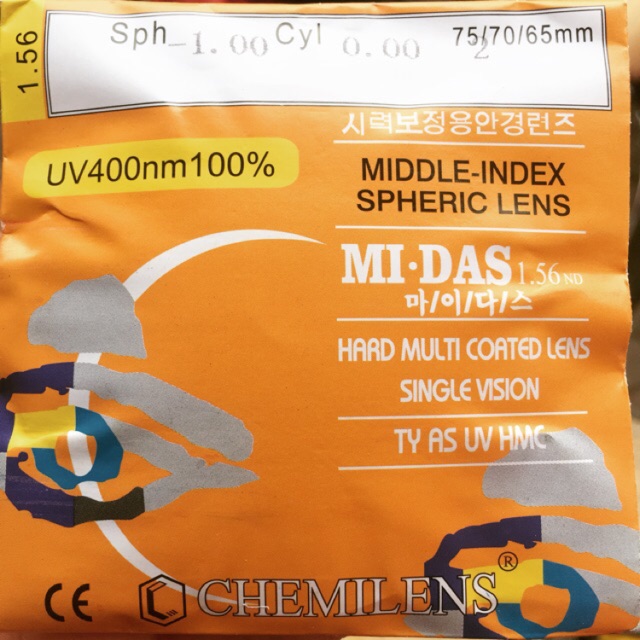 1.56
Sph -1.00 Cyl 0.00 75/70/65mm
2
시력보정용안경런즈
UV400nm100%
MIDDLE-INDEX
SPHERIC LENS
MI·DAS 1.56 ND
마/이/다/스
HARD MULTI COATED LENS
SINGLE VISION
TY AS UV HMC
CE CHEMILENS®